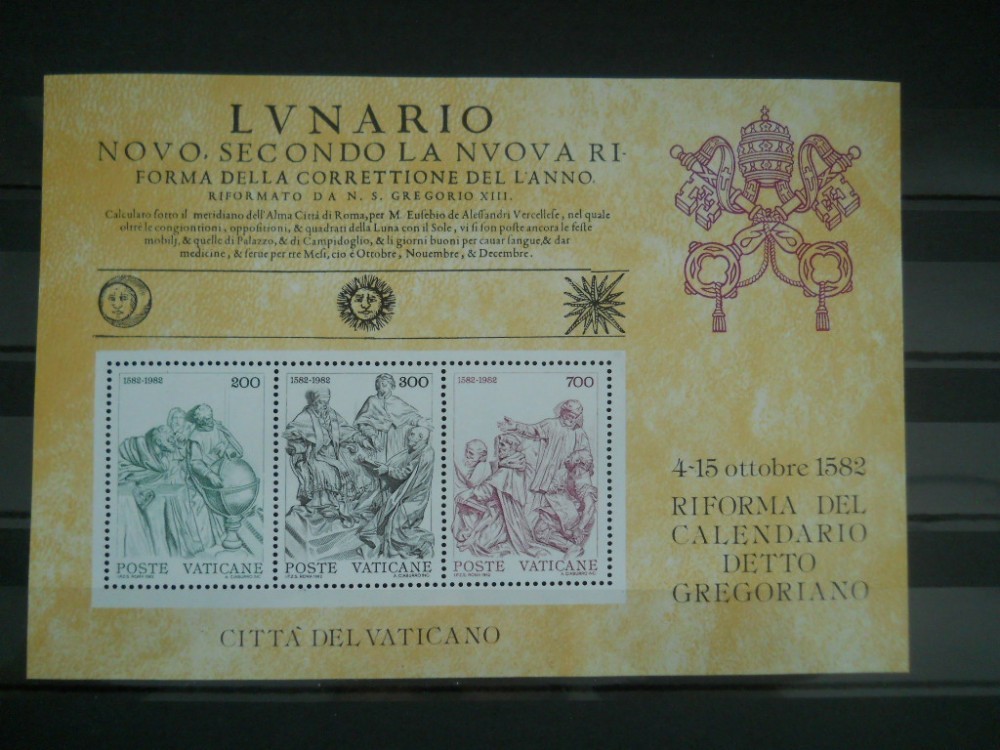 LVNARIO
NOVO, SECONDO LA NVOVA RI-
FORMA DELLA CORRETTIONE DEL L'ANNO.
RIFORMATO DA N. S. GREGORIO XIII.
Calculato sotto il meridiano dell'Alma Città di Roma, per M. Eusebio de Alessandri Vercellese, nel quale
oltre le congiontioni, oppositioni, & quadrati della Luna con il Sole, vi si son poste ancora le feste
mobili, & quelle di Palazzo, & di Campidoglio, & li giorni buoni per cauar sangue, & dar
medicine, & serue per tre Mesi, cio è Ottobre, Nouembre, & Decembre.
1582-1982 200
1582-1982 300
1582-1982 700
POSTE VATICANE
POSTE VATICANE
POSTE VATICANE
4-15 ottobre 1582
RIFORMA DEL
CALENDARIO
DETTO
GREGORIANO
CITTÀ DEL VATICANO